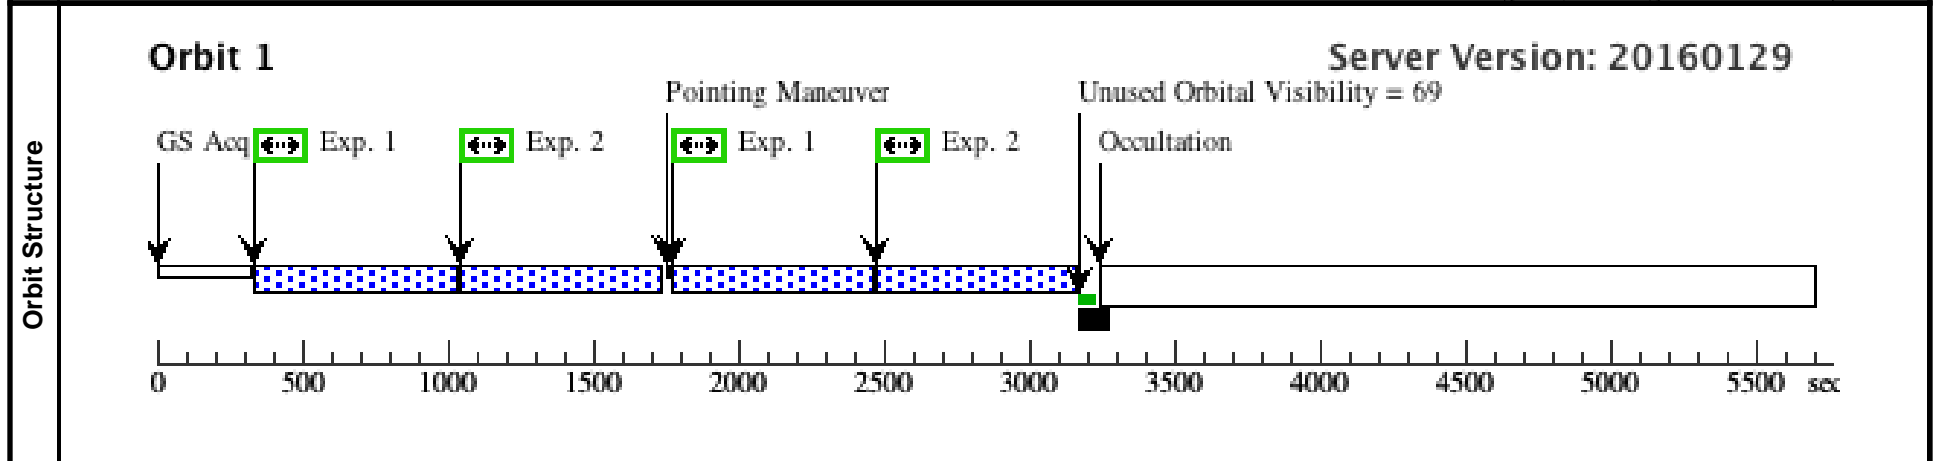 Orbit Structure
Orbit 1
Server Version: 20160129
Pointing Maneuver
Unused Orbital Visibility = 69
GS Acq
Exp. 1
Exp. 2
Exp. 1
Exp. 2
Occultation
0 500 1000 1500 2000 2500 3000 3500 4000 4500 5000 5500 sec